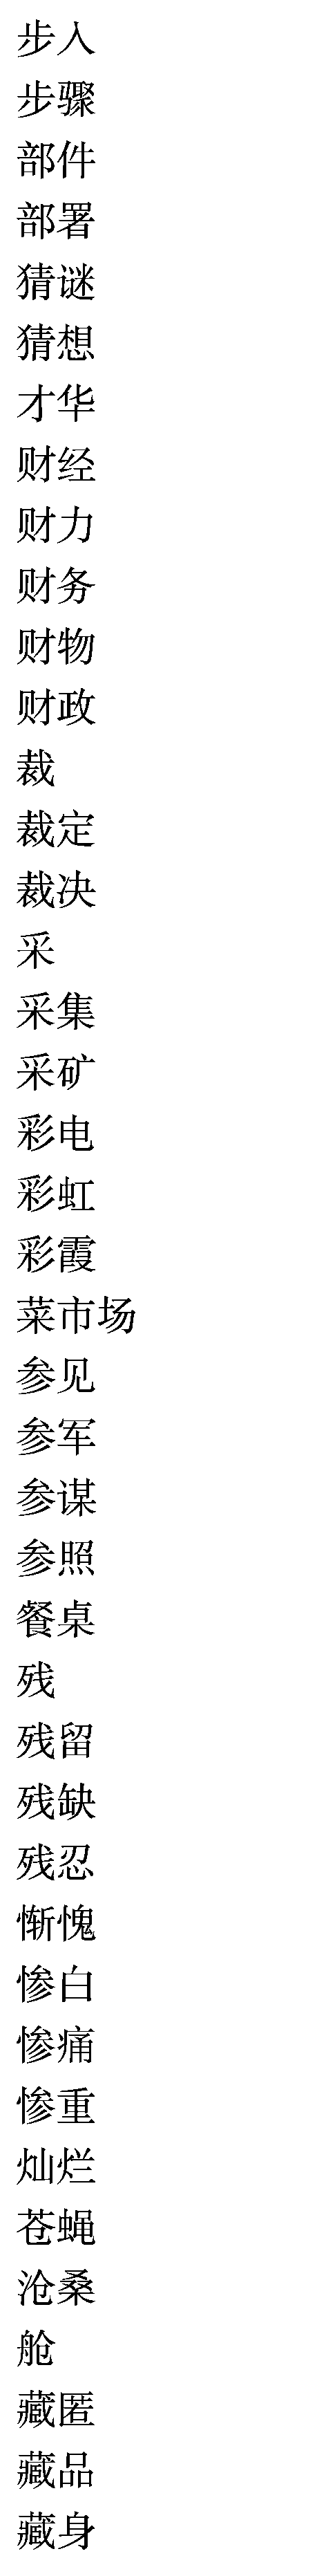 步入
步骤
部件
部署
猜谜
猜想
才华
财经
财力
财务
财物
财政
裁
裁定
裁决
采
采集
采矿
彩电
彩虹
彩霞
菜市场
参见
参军
参谋
参照
餐桌
残
残留
残缺
残忍
惭愧
惨白
惨痛
惨重
灿烂
苍蝇
沧桑
舱
藏匿
藏品
藏身